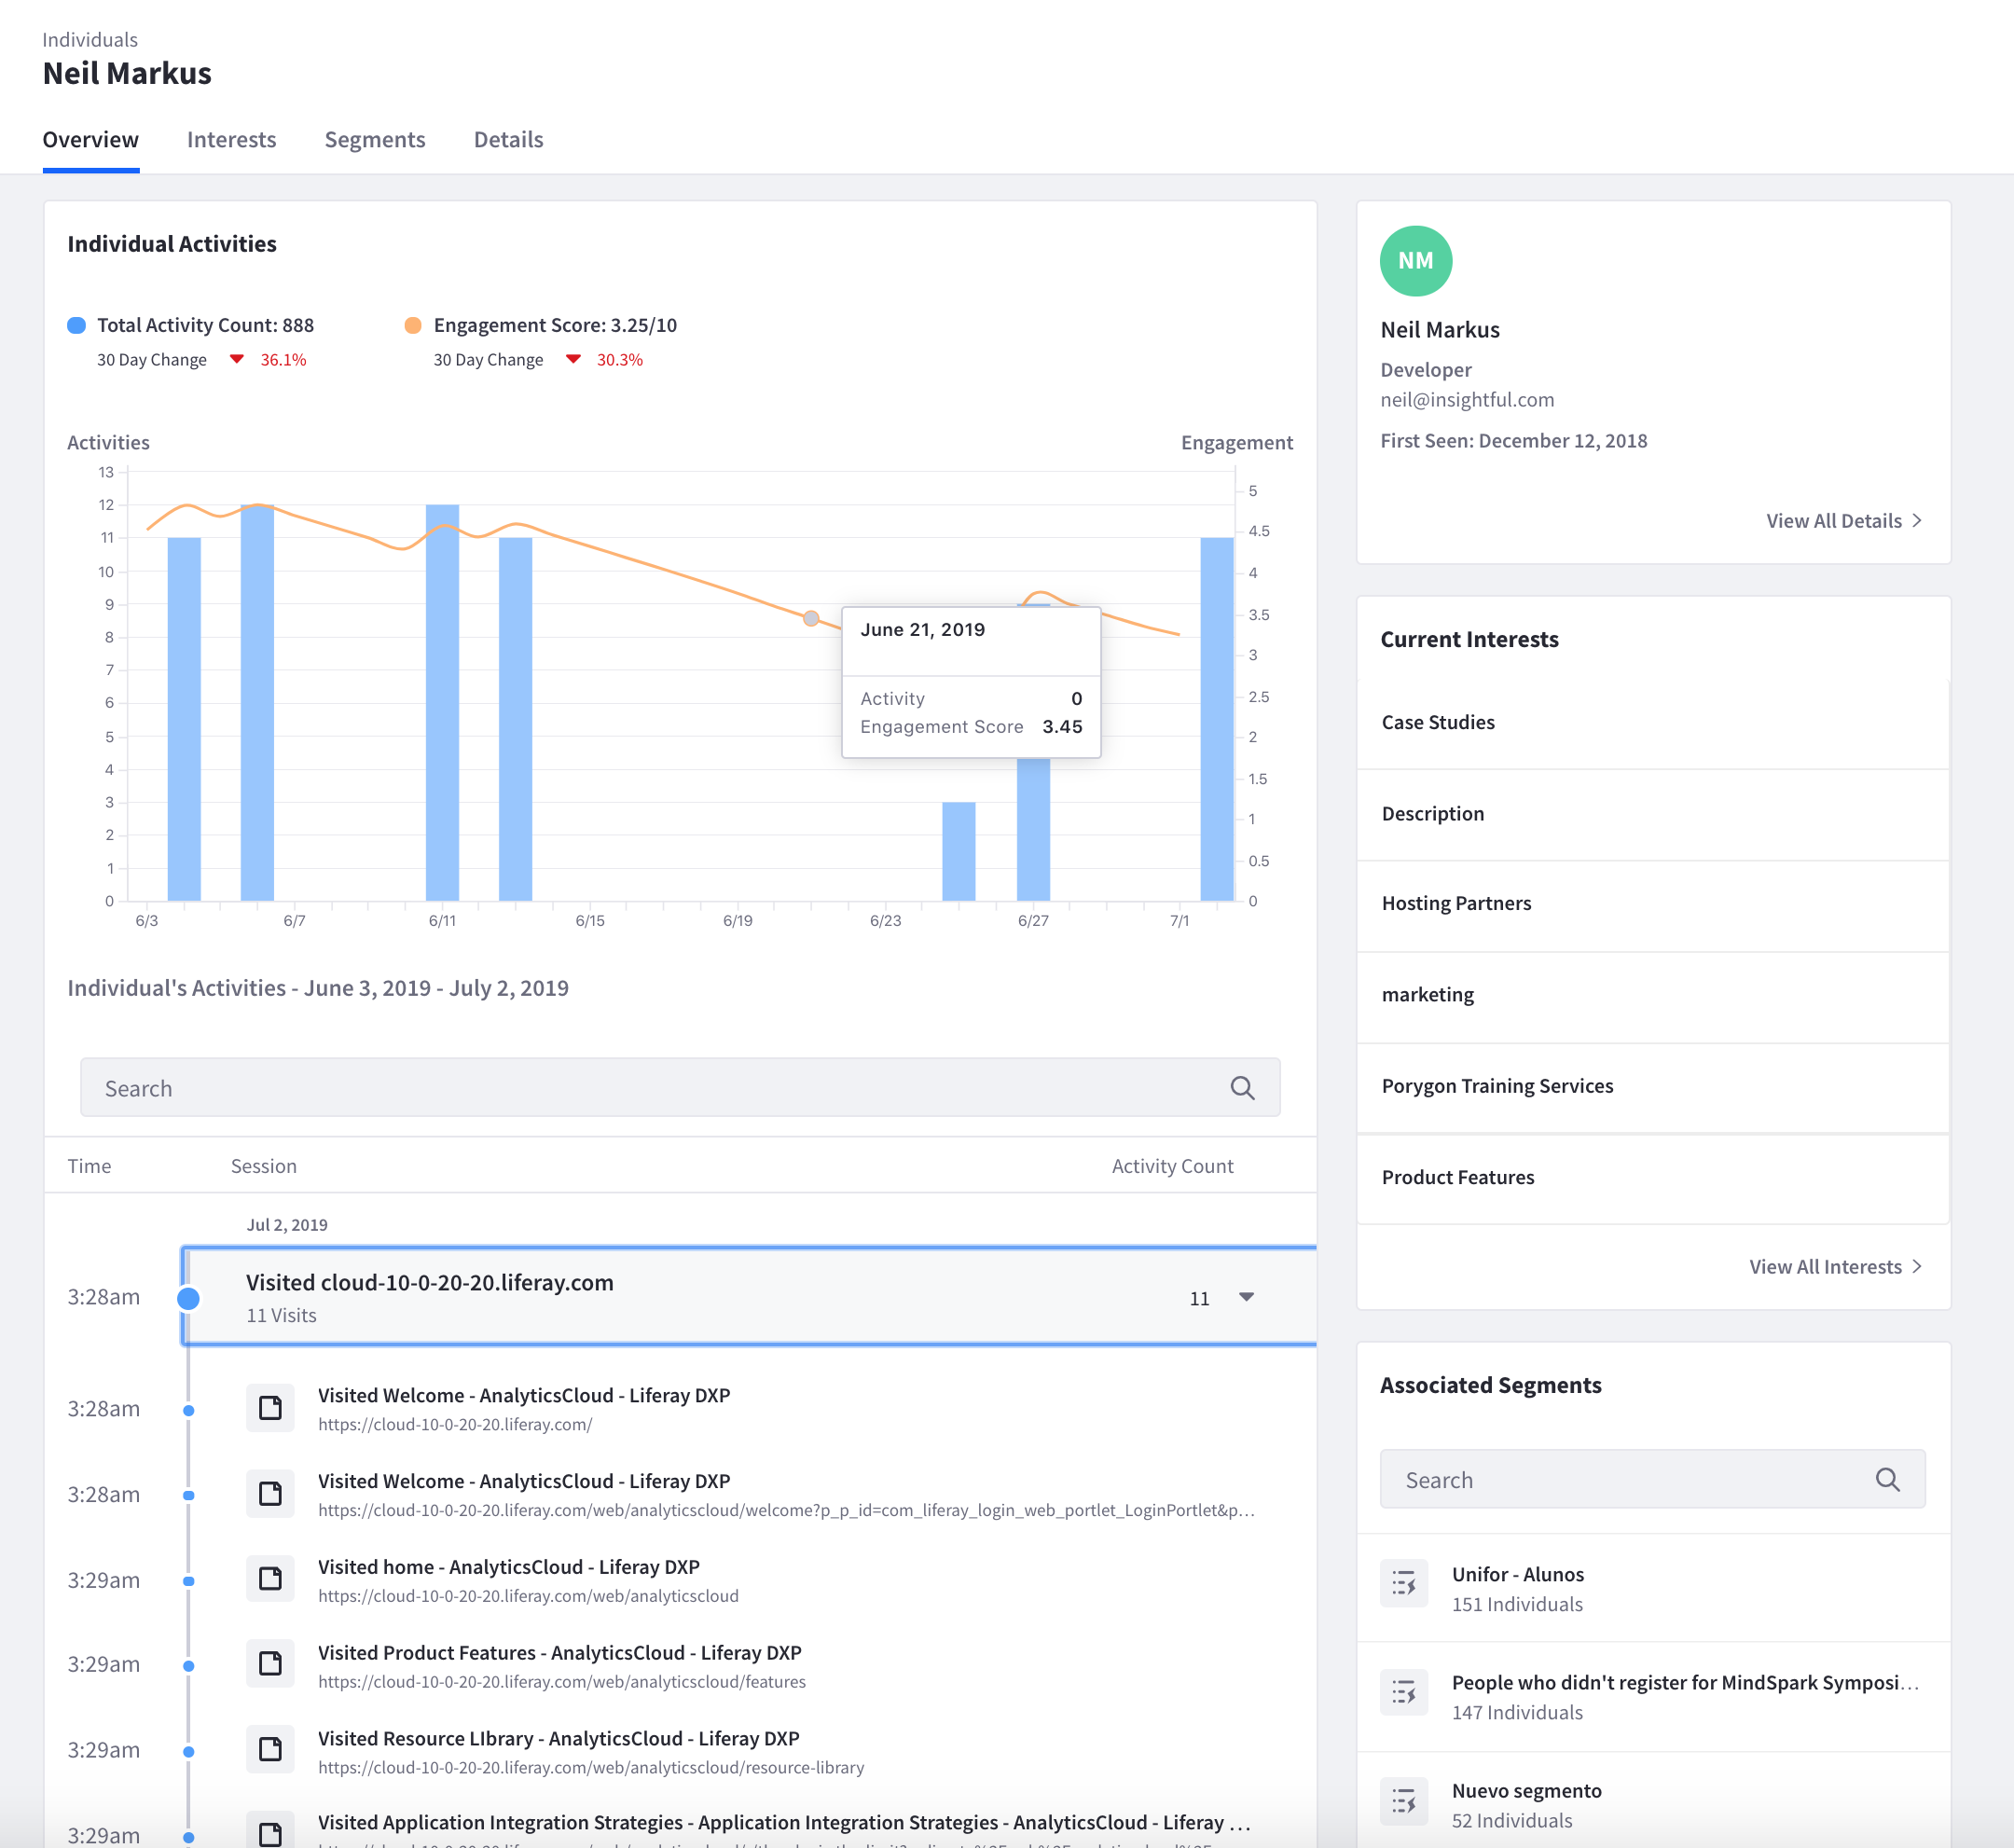 Individuals
Neil Markus
Overview Interests Segments Details
Individual Activities
Total Activity Count: 888
30 Day Change 36.1%
Engagement Score: 3.25/10
30 Day Change 30.3%
Activities
Engagement
13
12
11
10
9
8
7
6
5
4
3
2
1
0
5
4.5
4
3.5
3
2.5
2
1.5
1
0.5
0
6/3 6/7 6/11 6/15 6/19 6/23 6/27 7/1
June 21, 2019
Activity 0
Engagement Score 3.45
Individual's Activities - June 3, 2019 - July 2, 2019
Search
Time Session Activity Count
Jul 2, 2019
3:28am
Visited cloud-10-0-20-20.liferay.com
11 Visits
11
3:28am
Visited Welcome - AnalyticsCloud - Liferay DXP
https://cloud-10-0-20-20.liferay.com/
3:28am
Visited Welcome - AnalyticsCloud - Liferay DXP
https://cloud-10-0-20-20.liferay.com/web/analyticscloud/welcome?p_p_id=com_liferay_login_web_portlet_LoginPortlet&p...
3:29am
Visited home - AnalyticsCloud - Liferay DXP
https://cloud-10-0-20-20.liferay.com/web/analyticscloud
3:29am
Visited Product Features - AnalyticsCloud - Liferay DXP
https://cloud-10-0-20-20.liferay.com/web/analyticscloud/features
3:29am
Visited Resource LIbrary - AnalyticsCloud - Liferay DXP
https://cloud-10-0-20-20.liferay.com/web/analyticscloud/resource-library
3:29am
Visited Application Integration Strategies - Application Integration Strategies - AnalyticsCloud - Liferay ...
NM
Neil Markus
Developer
neil@insightful.com
First Seen: December 12, 2018
View All Details
Current Interests
Case Studies
Description
Hosting Partners
marketing
Porygon Training Services
Product Features
View All Interests
Associated Segments
Search
Unifor - Alunos
151 Individuals
People who didn't register for MindSpark Symposi...
147 Individuals
Nuevo segmento
52 Individuals